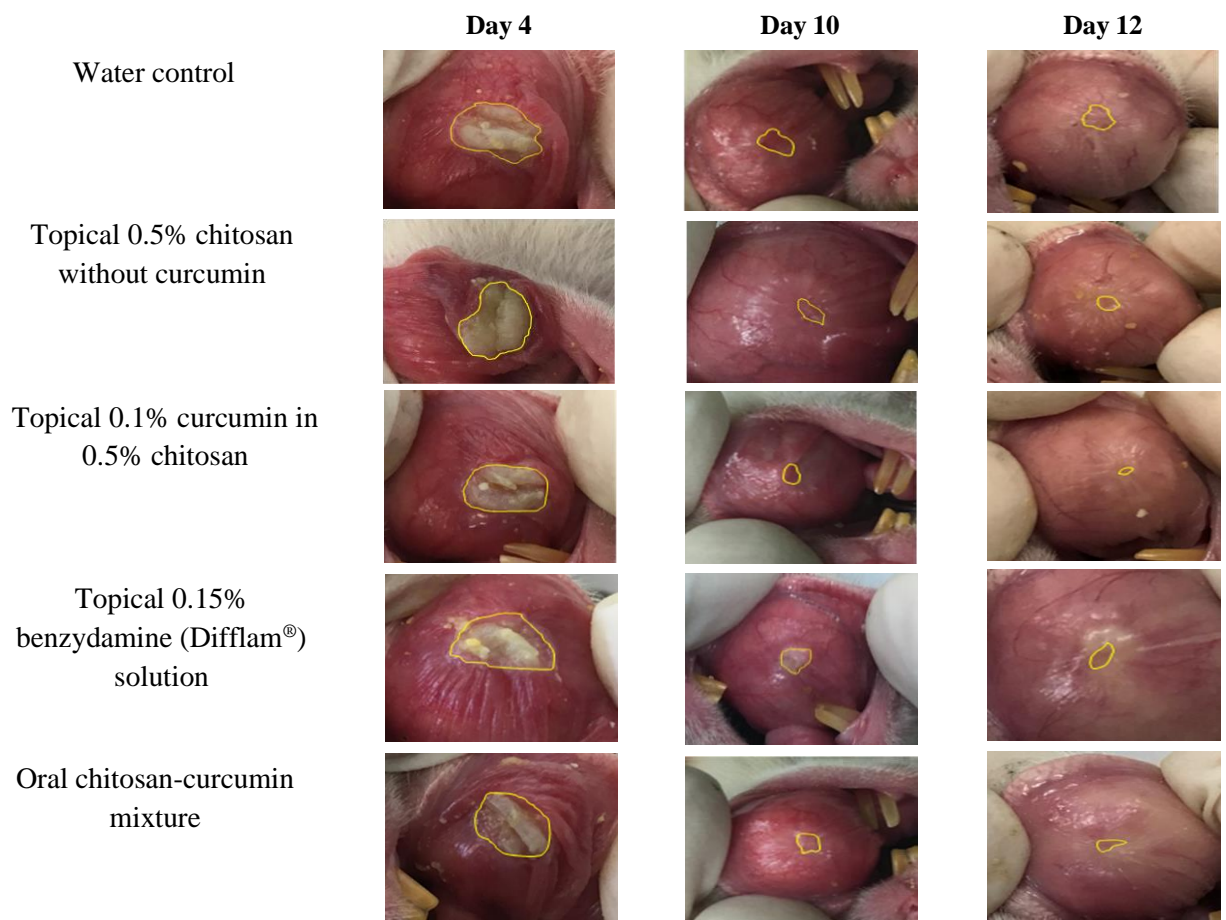 Day 4 Day 10 Day 12
Water control
Topical 0.5% chitosan
without curcumin
Topical 0.1% curcumin in
0.5% chitosan
Topical 0.15%
benzydamine (Difflam®)
solution
Oral chitosan-curcumin
mixture